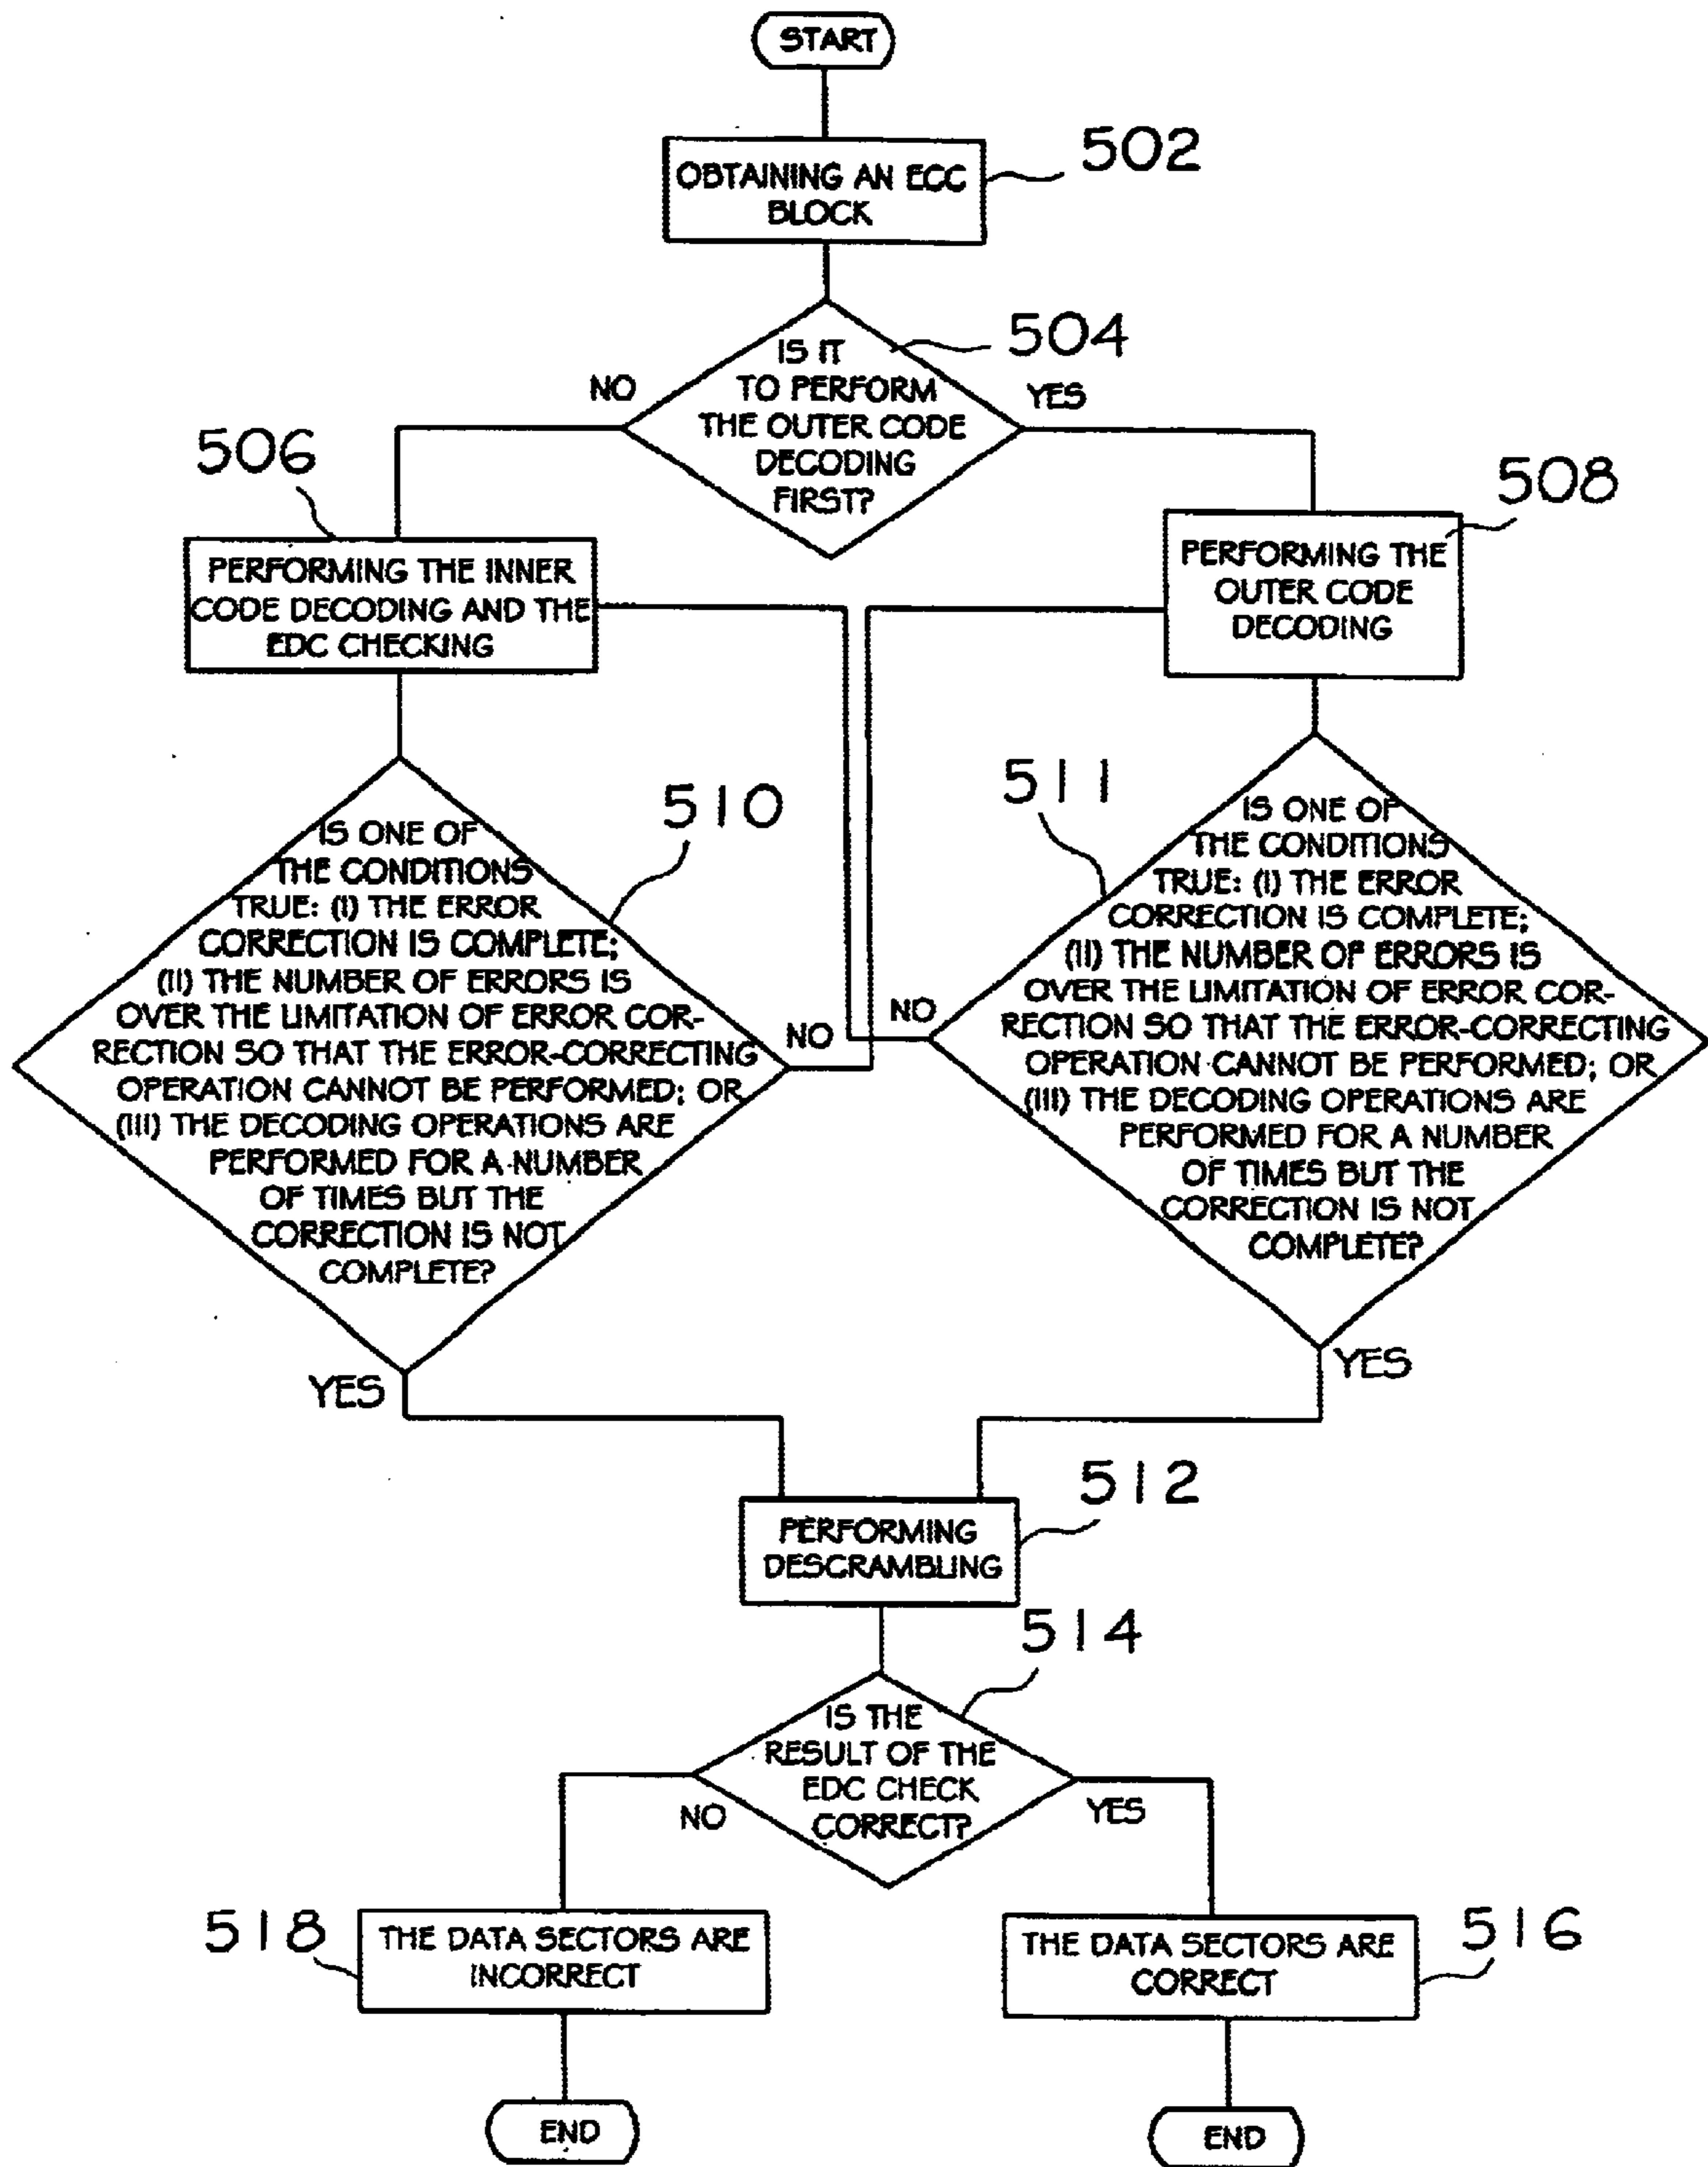 START
502
OBTAINING AN ECC
BLOCK
504
IS IT
TO PERFORM
THE OUTER CODE
DECODING
FIRST?
NO
YES
506
508
PERFORMING THE INNER
CODE DECODING AND THE
EDC CHECKING
PERFORMING THE
OUTER CODE
DECODING
510
IS ONE OF
THE CONDITIONS
TRUE: (I) THE ERROR
CORRECTION IS COMPLETE;
(II) THE NUMBER OF ERRORS IS
OVER THE LIMITATION OF ERROR COR-
RECTION SO THAT THE ERROR-CORRECTING
OPERATION CANNOT BE PERFORMED; OR
(III) THE DECODING OPERATIONS ARE
PERFORMED FOR A NUMBER
OF TIMES BUT THE
CORRECTION IS NOT
COMPLETE?
NO
YES
511
IS ONE OF
THE CONDITIONS
TRUE: (I) THE ERROR
CORRECTION IS COMPLETE;
(II) THE NUMBER OF ERRORS IS
OVER THE LIMITATION OF ERROR COR-
RECTION SO THAT THE ERROR-CORRECTING
OPERATION CANNOT BE PERFORMED; OR
(III) THE DECODING OPERATIONS ARE
PERFORMED FOR A NUMBER
OF TIMES BUT THE
CORRECTION IS NOT
COMPLETE?
NO
YES
512
PERFORMING
DESCRAMBLING
514
IS THE
RESULT OF THE
EDC CHECK
CORRECT?
NO
YES
518
THE DATA SECTORS ARE
INCORRECT
516
THE DATA SECTORS ARE
CORRECT
END
END